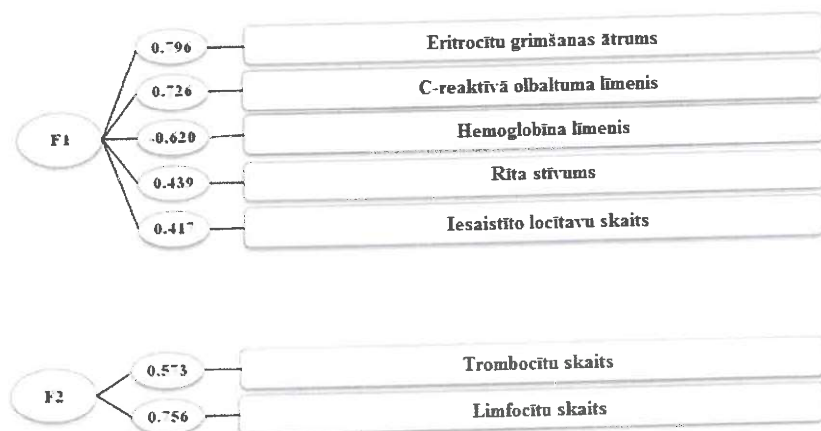 0.796 Eritrocītu grimšanas ātrums
0.726 C-reaktīvā olbaltuma līmenis
F1 -0.620 Hemoglobīna līmenis
0.439 Rīta stīvums
0.417 Iesaistīto locītavu skaits
0.573 Trombocītu skaits
F2
0.756 Limfocītu skaits